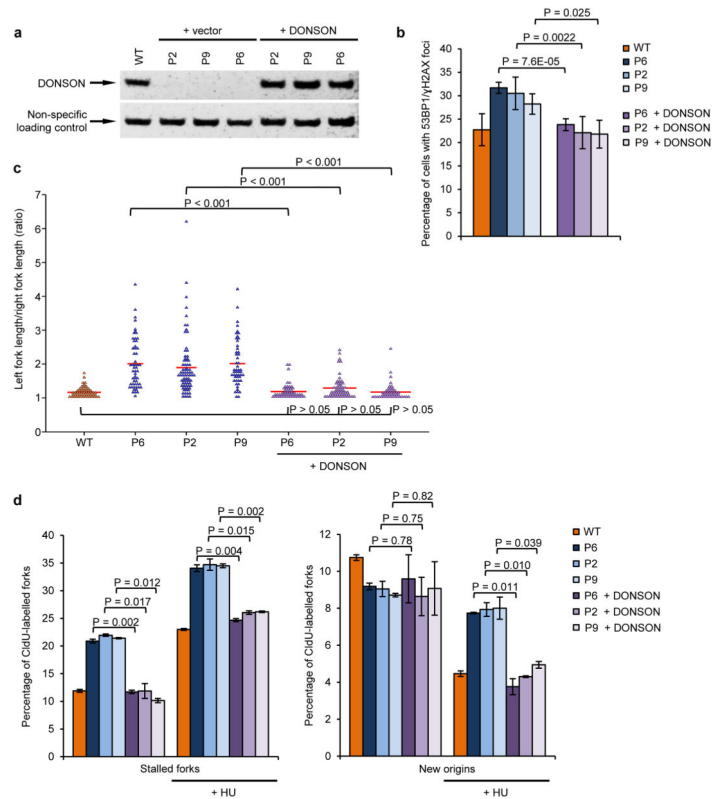 a
+ vector
+ DONSON
WT
P2
P9
P6
P2
P9
P6
DONSON
Non-specific
loading control
b
P = 0.025
P = 0.0022
P = 7.6E-05
Percentage of cells with 53BP1/γH2AX foci
40
35
30
25
20
15
10
5
0
WT
P6
P2
P9
P6 + DONSON
P2 + DONSON
P9 + DONSON
c
P < 0.001
P < 0.001
P < 0.001
Left fork length/right fork length (ratio)
7
6
5
4
3
2
1
0
P > 0.05
P > 0.05
P > 0.05
WT
P6
P2
P9
P6
P2
P9
+ DONSON
d
Percentage of CldU-labelled forks
40
35
30
25
20
15
10
5
0
P = 0.002
P = 0.015
P = 0.004
P = 0.012
P = 0.017
P = 0.002
Stalled forks
+ HU
Percentage of CldU-labelled forks
12
10
8
6
4
2
0
P = 0.82
P = 0.75
P = 0.78
P = 0.039
P = 0.010
P = 0.011
New origins
+ HU
WT
P6
P2
P9
P6 + DONSON
P2 + DONSON
P9 + DONSON